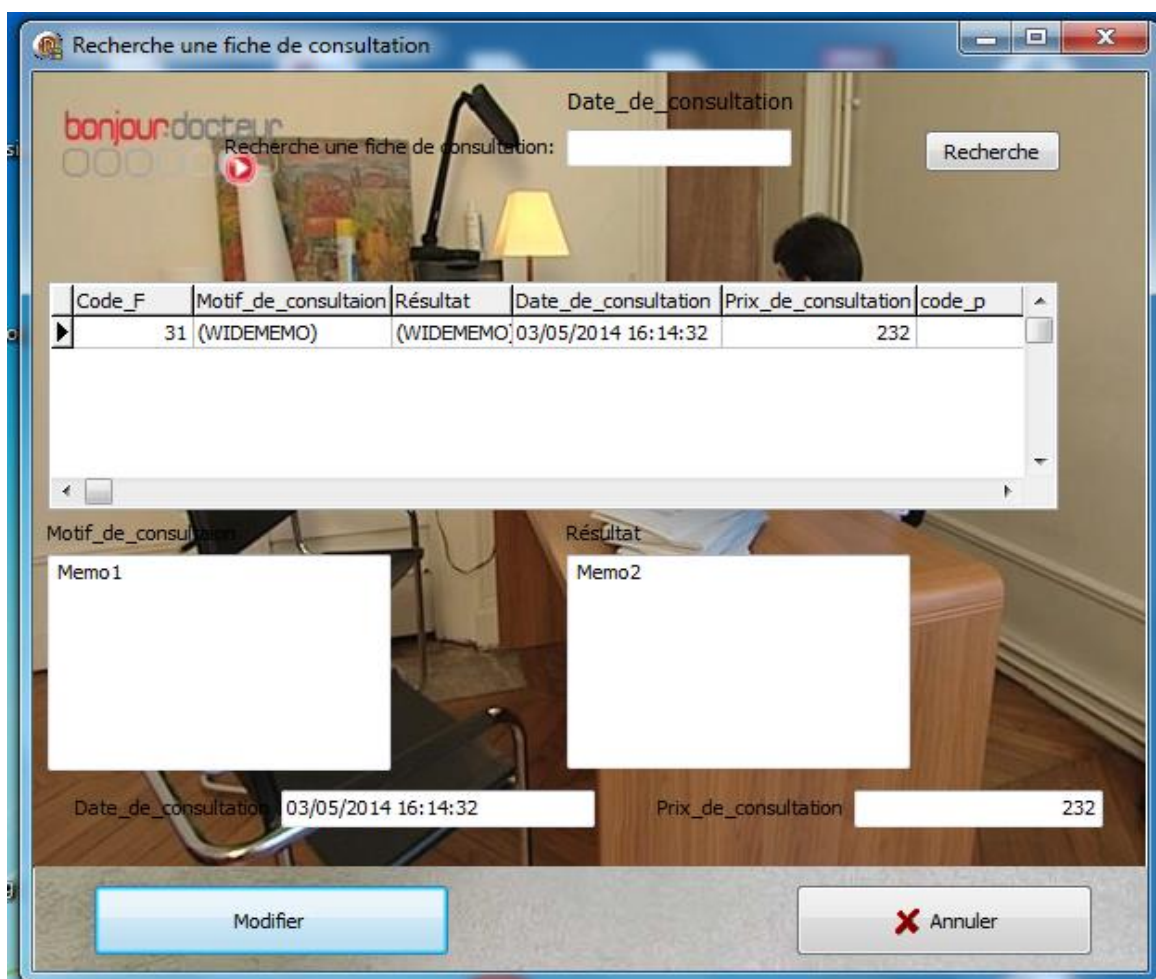 Recherche une fiche de consultation
Date_de_consultation
bonjour docteur
Recherche une fiche de consultation:
Recherche
Code_F Motif_de_consultaion Résultat Date_de_consultation Prix_de_consultation code_p
31 (WIDEMEMO) (WIDEMEMO) 03/05/2014 16:14:32 232
Motif_de_consultaion Résultat
Memo1 Memo2
Date_de_consultation 03/05/2014 16:14:32 Prix_de_consultation 232
Modifier Annuler